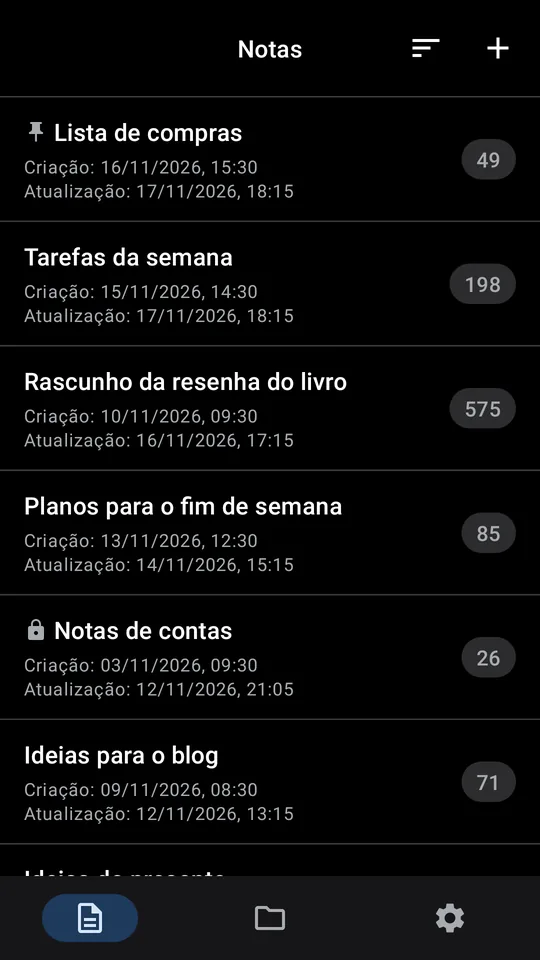 Notas
Lista de compras
Criação: 16/11/2026, 15:30
Atualização: 17/11/2026, 18:15
49
Tarefas da semana
Criação: 15/11/2026, 14:30
Atualização: 17/11/2026, 18:15
198
Rascunho da resenha do livro
Criação: 10/11/2026, 09:30
Atualização: 16/11/2026, 17:15
575
Planos para o fim de semana
Criação: 13/11/2026, 12:30
Atualização: 14/11/2026, 15:15
85
Notas de contas
Criação: 03/11/2026, 09:30
Atualização: 12/11/2026, 21:05
26
Ideias para o blog
Criação: 09/11/2026, 08:30
Atualização: 12/11/2026, 13:15
71